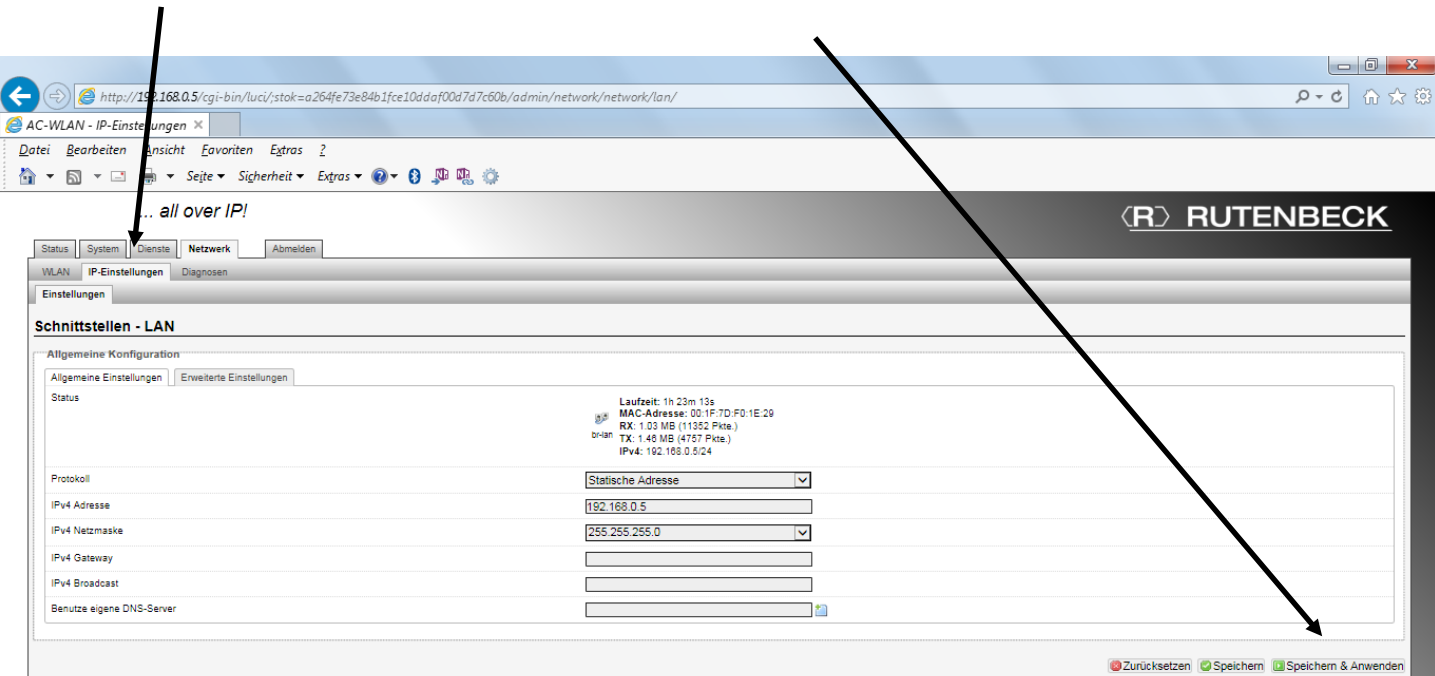 http://192.168.0.5/cgi-bin/luci/;stok=a264fe73e84b1fce10ddaf00d7d7c60b/admin/network/network/lan/
AC-WLAN - IP-Einstellungen
Datei Bearbeiten Ansicht Favoriten Extras ?
Seite Sicherheit Extras
... all over IP!
⟨R⟩ RUTENBECK
Status System Dienste Netzwerk Abmelden
WLAN IP-Einstellungen Diagnosen
Einstellungen
Schnittstellen - LAN
Allgemeine Konfiguration
Allgemeine Einstellungen Erweiterte Einstellungen
Status
Laufzeit: 1h 23m 13s
MAC-Adresse: 00:1F:7D:F0:1E:29
RX: 1.03 MB (11352 Pkte.)
br-lan TX: 1.46 MB (4757 Pkte.)
IPv4: 192.168.0.5/24
Protokoll Statische Adresse
IPv4 Adresse 192.168.0.5
IPv4 Netzmaske 255.255.255.0
IPv4 Gateway
IPv4 Broadcast
Benutze eigene DNS-Server
Zurücksetzen Speichern Speichern & Anwenden